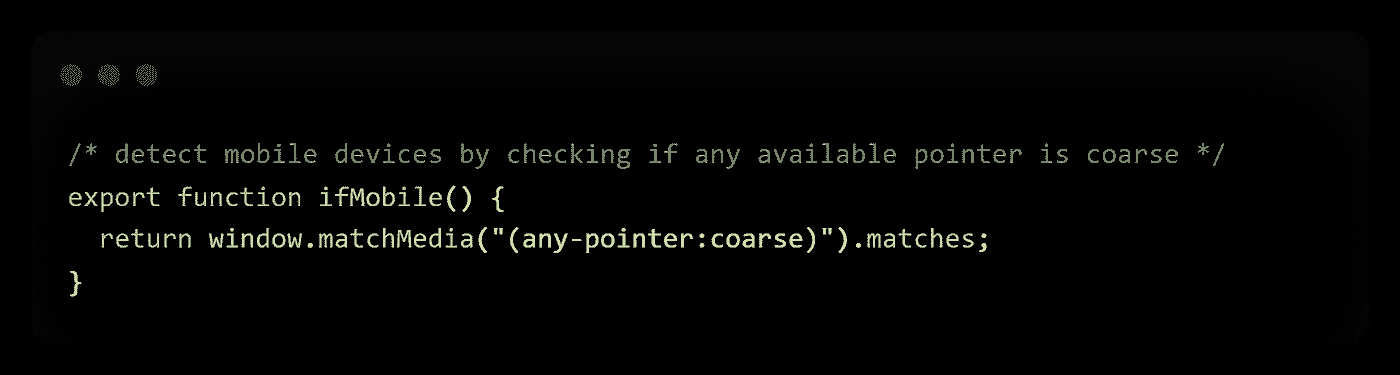 /* detect mobile devices by checking if any available pointer is coarse */
export function ifMobile() {
  return window.matchMedia("(any-pointer:coarse)").matches;
}